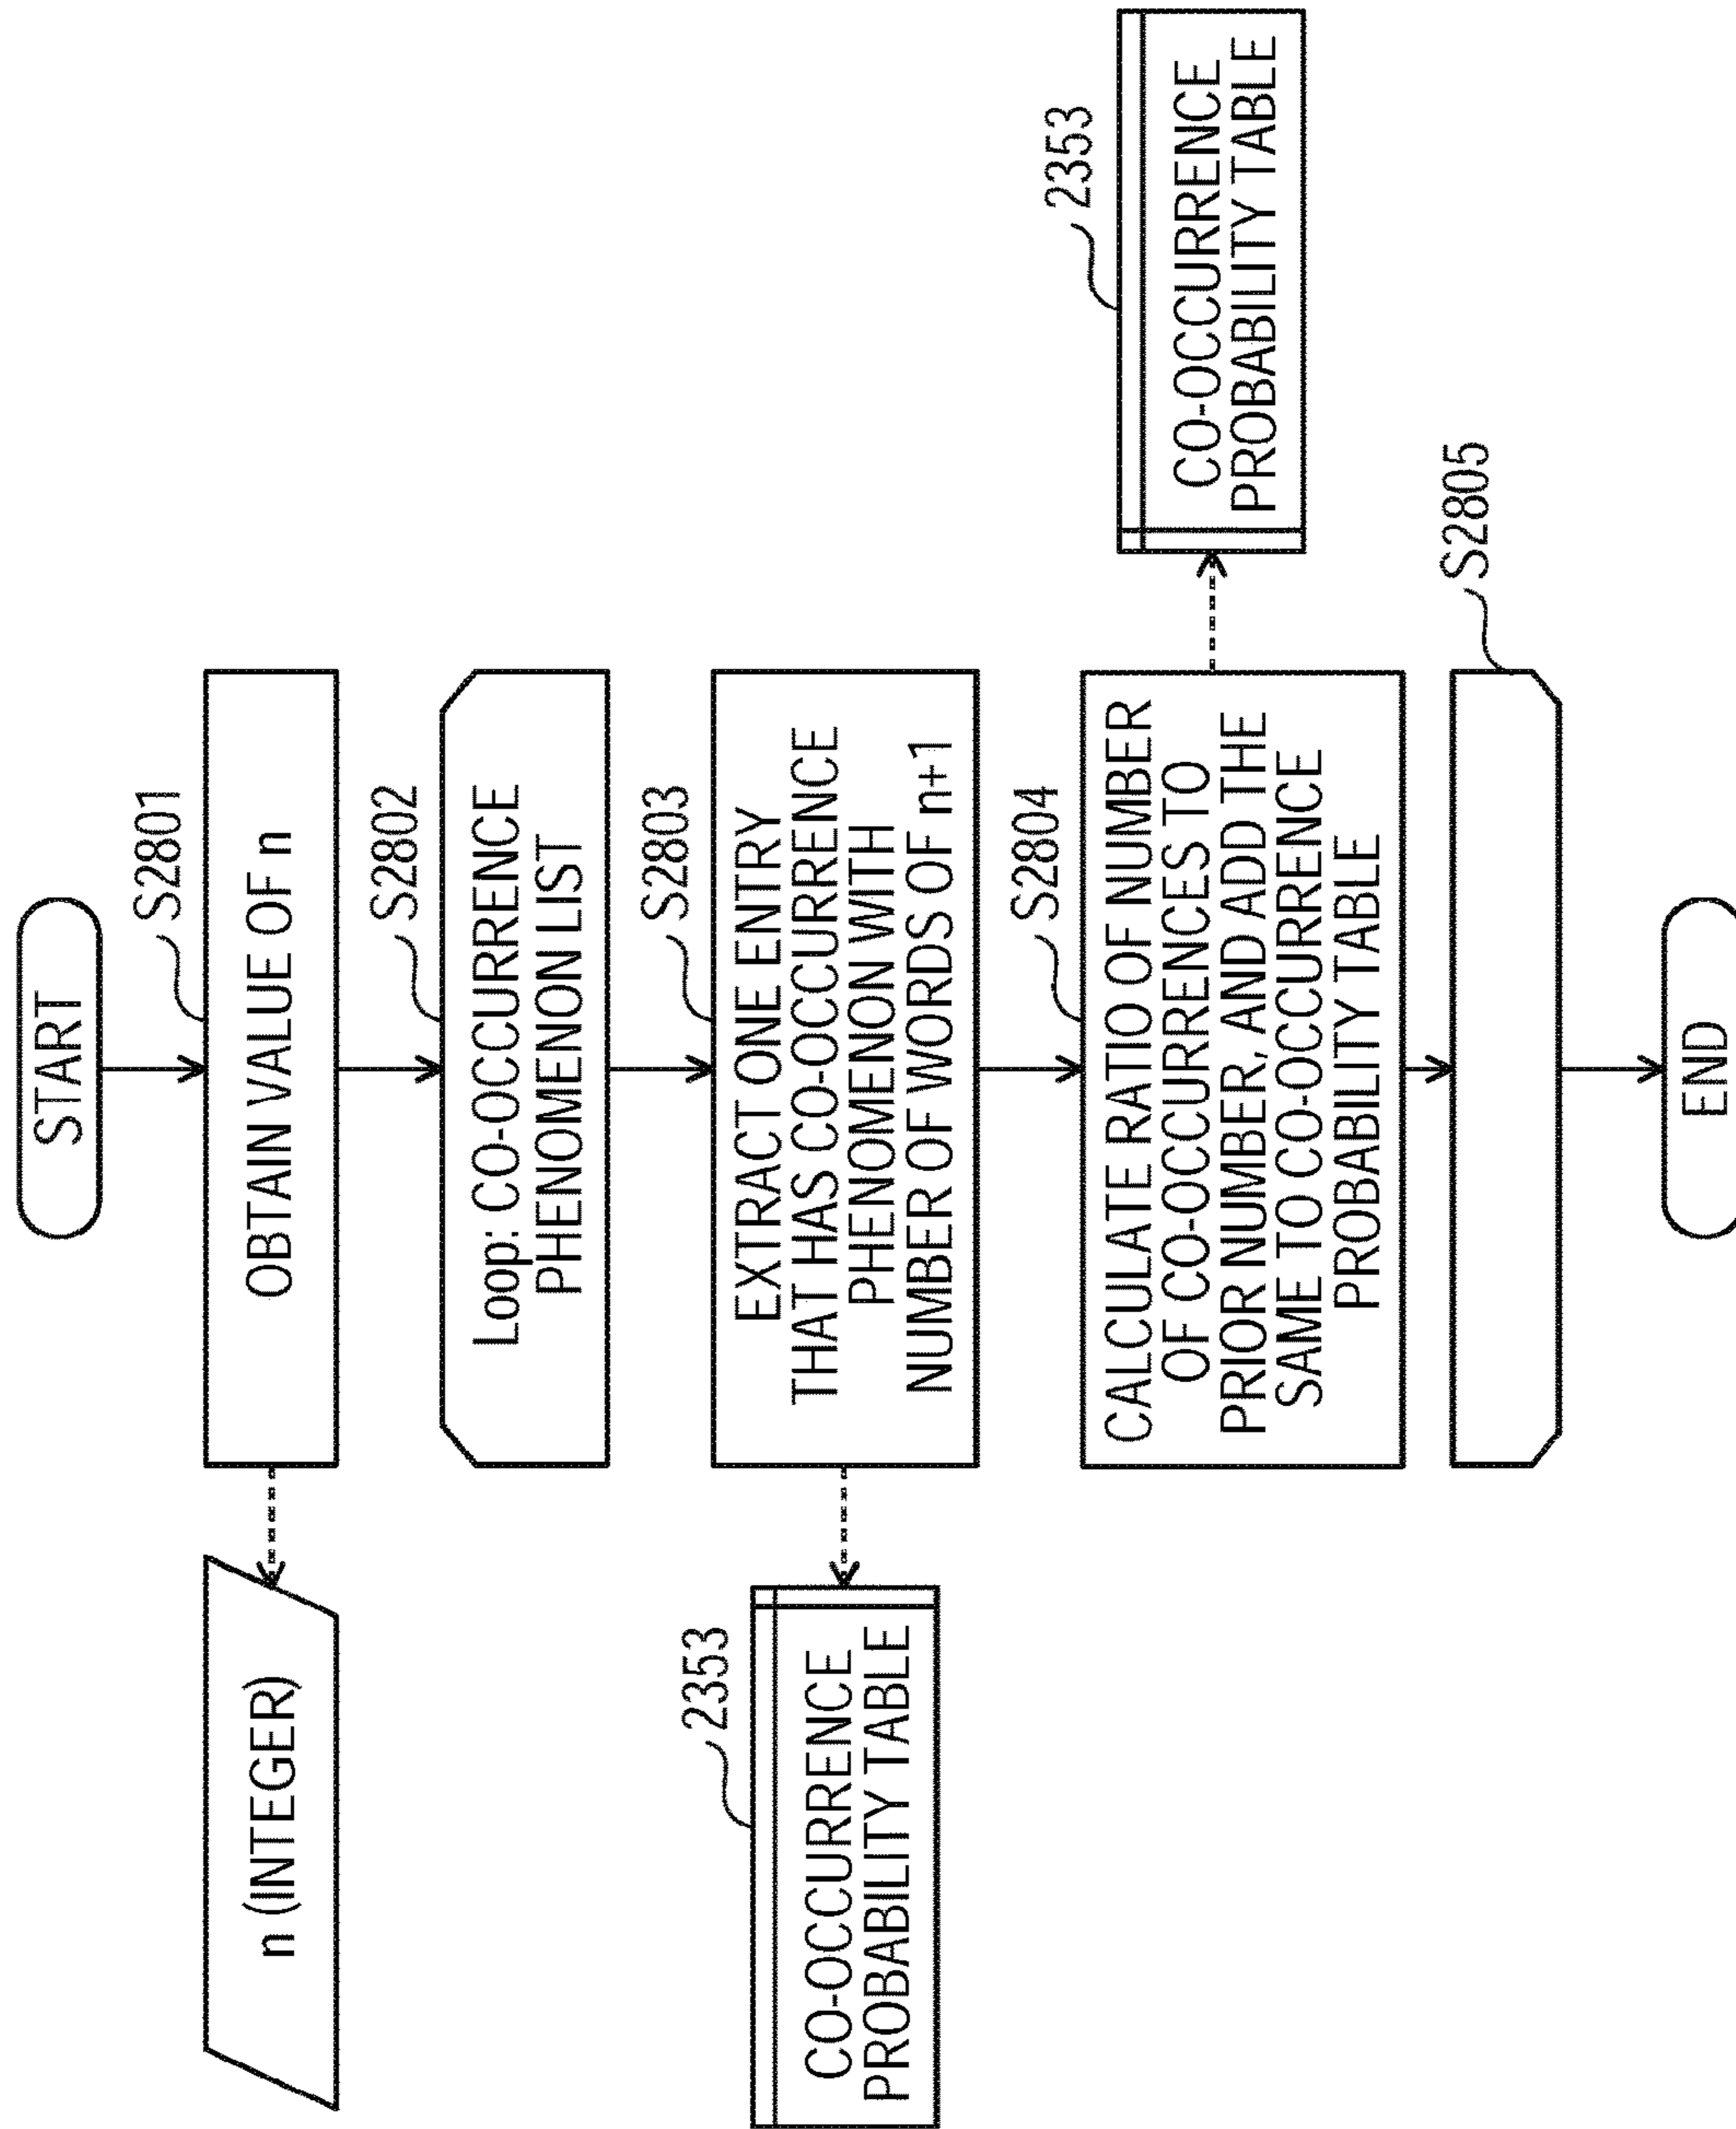 START
S2801
n (INTEGER)
OBTAIN VALUE OF n
S2802
Loop: CO-OCCURRENCE
PHENOMENON LIST
S2803
2353
CO-OCCURRENCE
PROBABILITY TABLE
EXTRACT ONE ENTRY
THAT HAS CO-OCCURRENCE
PHENOMENON WITH
NUMBER OF WORDS OF n+1
S2804
CALCULATE RATIO OF NUMBER
OF CO-OCCURRENCES TO
PRIOR NUMBER, AND ADD THE
SAME TO CO-OCCURRENCE
PROBABILITY TABLE
2353
CO-OCCURRENCE
PROBABILITY TABLE
S2805
END